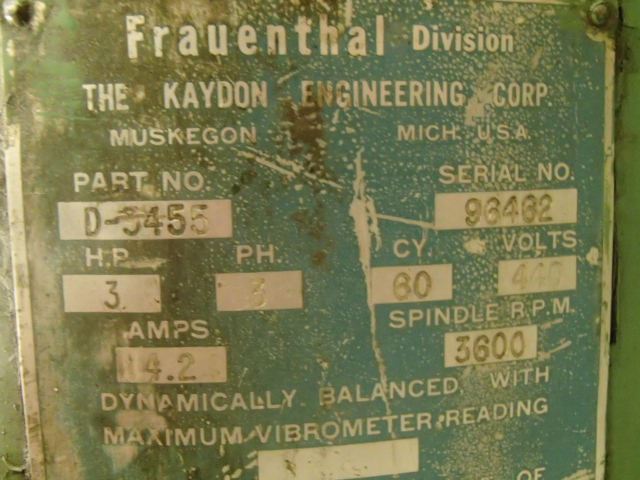 Frauenthal Division
THE KAYDON ENGINEERING CORP.
MUSKEGON MICH. U.S.A.
PART NO. SERIAL NO.
D-3455 96462
H.P. PH. CY. VOLTS
3 3 60 440
AMPS SPINDLE R.P.M.
4.2 3600
DYNAMICALLY BALANCED WITH
MAXIMUM VIBROMETER READING
OF